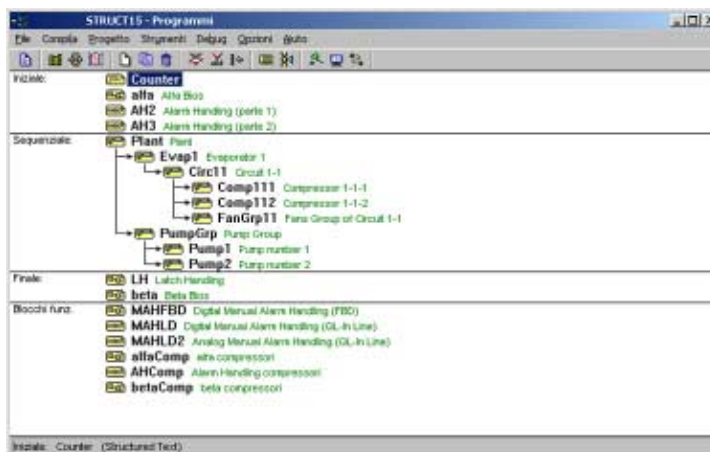 STRUCT15 - Programmi
File Compila Progetto Strumenti Debug Opzioni Aiuto
Iniziale: Counter
alfa Alfa Bios
AH2 Alarm Handling (parte 1)
AH3 Alarm Handling (parte 2)
Sequenziale: Plant Plant
Evap1 Evaporator 1
Circ11 Circuit 1-1
Comp111 Compressor 1-1-1
Comp112 Compressor 1-1-2
FanGrp11 Fans Group of Circuit 1-1
PumpGrp Pump Group
Pump1 Pump number 1
Pump2 Pump number 2
Finale: LH Latch Handling
beta Beta Bios
Blocchi funz. MAHFBD Digital Manual Alarm Handling (FBD)
MAHLD Digital Manual Alarm Handling (QL-In Line)
MAHLD2 Analog Manual Alarm Handling (QL-In Line)
alfaComp alfa compressori
AHComp Alarm Handling compressori
betaComp beta compressori
Iniziale: Counter (Structured Text)